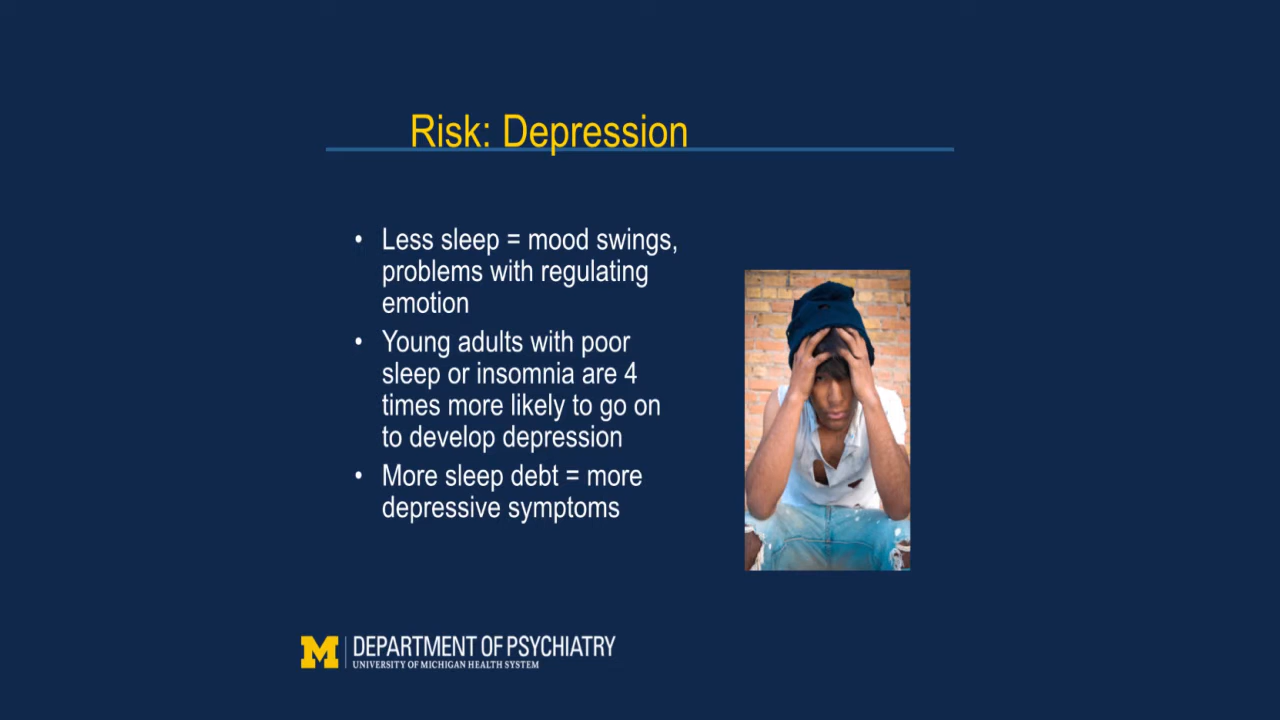 Risk: Depression
• Less sleep = mood swings,
problems with regulating
emotion
• Young adults with poor
sleep or insomnia are 4
times more likely to go on
to develop depression
• More sleep debt = more
depressive symptoms
M DEPARTMENT OF PSYCHIATRY
UNIVERSITY OF MICHIGAN HEALTH SYSTEM